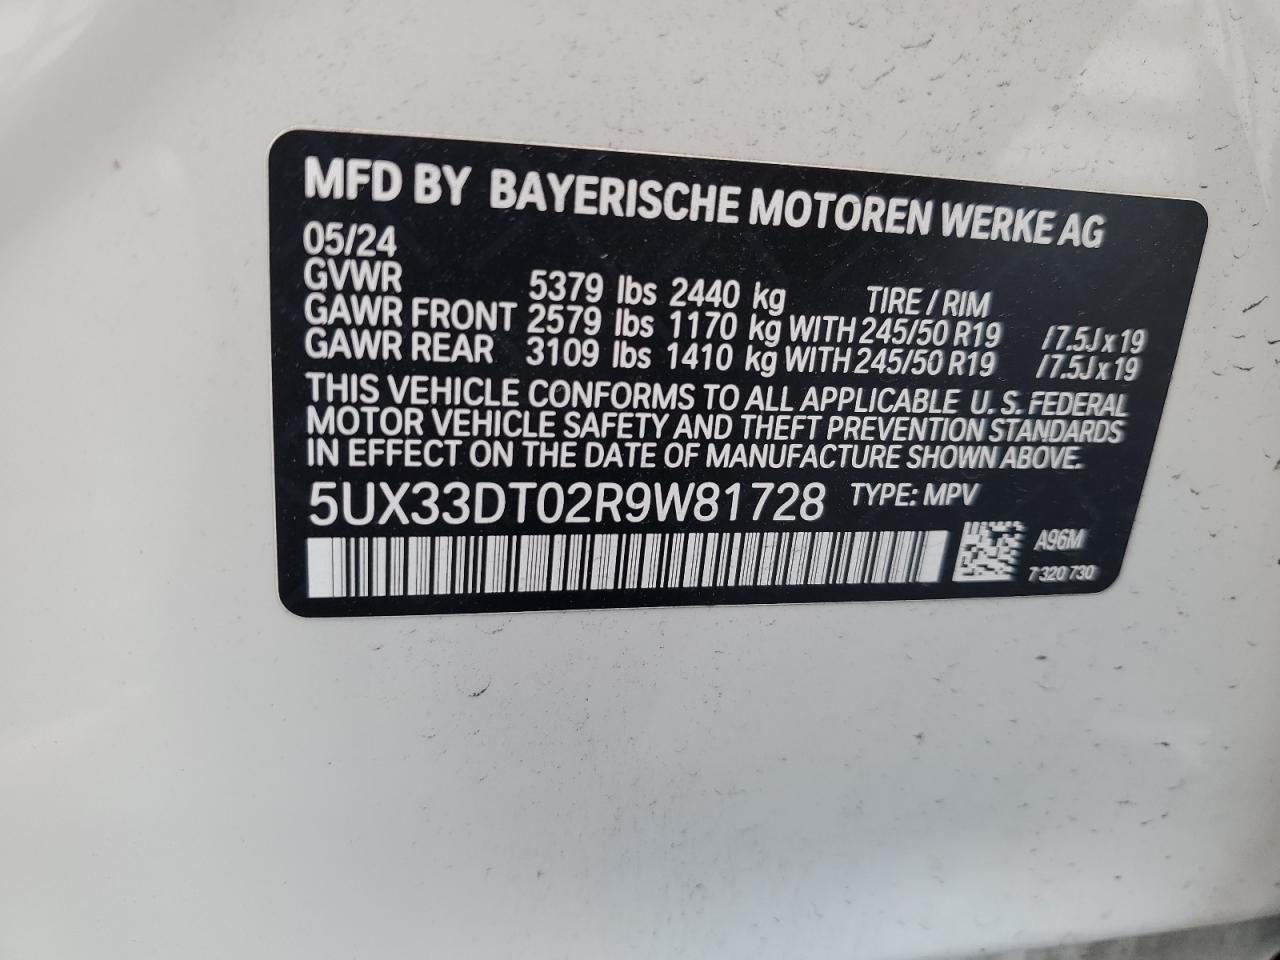 MFD BY BAYERISCHE MOTOREN WERKE AG
05/24
GVWR 5379 lbs 2440 kg TIRE / RIM
GAWR FRONT 2579 lbs 1170 kg WITH 245/50 R19 /7.5J x 19
GAWR REAR 3109 lbs 1410 kg WITH 245/50 R19 /7.5J x 19
THIS VEHICLE CONFORMS TO ALL APPLICABLE U. S. FEDERAL
MOTOR VEHICLE SAFETY AND THEFT PREVENTION STANDARDS
IN EFFECT ON THE DATE OF MANUFACTURE SHOWN ABOVE.
5UX33DT02R9W81728 TYPE: MPV
A96M
7 320 730